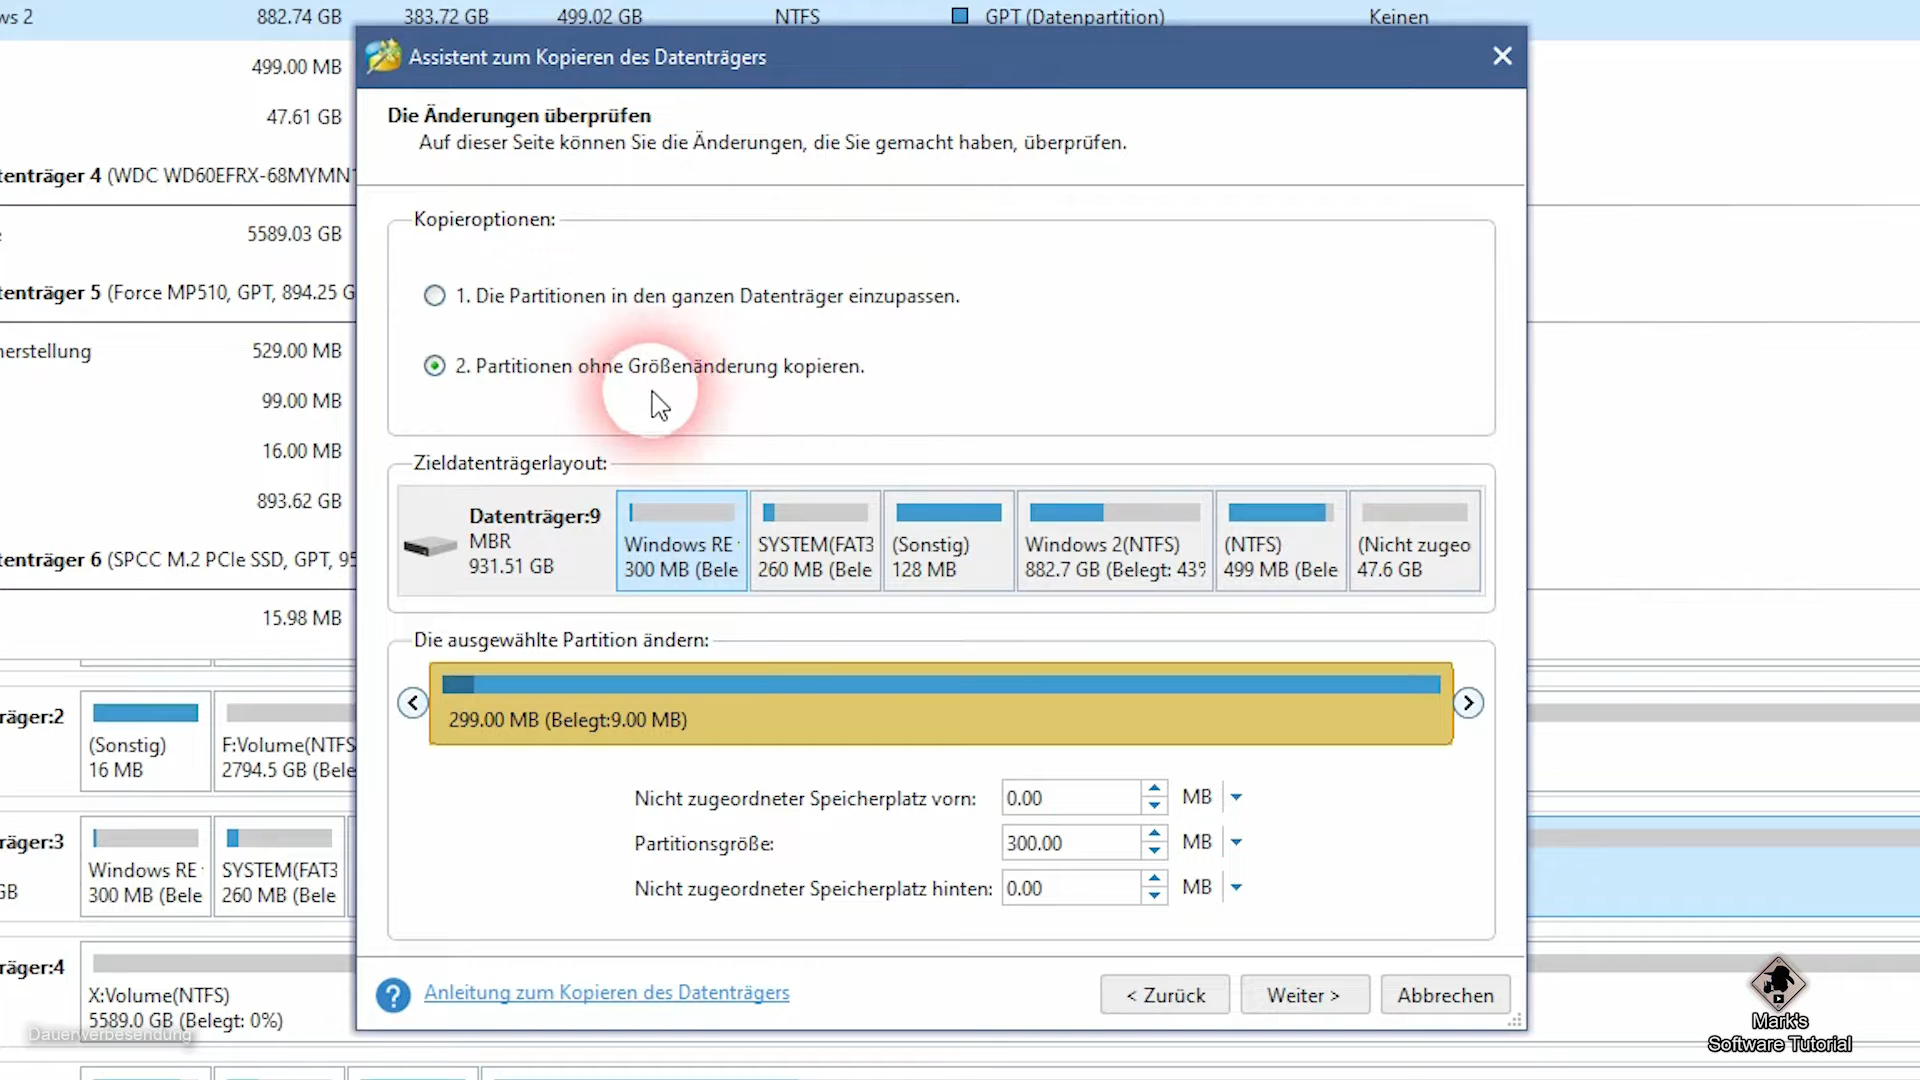 ws 2 882.74 GB 383.72 GB 499.02 GB NTFS GPT (Datenpartition) Keinen
499.00 MB
47.61 GB
tenträger 4 (WDC WD60EFRX-68MYMN1
5589.03 GB
tenträger 5 (Force MP510, GPT, 894.25 G
herstellung 529.00 MB
99.00 MB
16.00 MB
893.62 GB
tenträger 6 (SPCC M.2 PCIe SSD, GPT, 95
15.98 MB
Assistent zum Kopieren des Datenträgers
Die Änderungen überprüfen
Auf dieser Seite können Sie die Änderungen, die Sie gemacht haben, überprüfen.
Kopieroptionen:
1. Die Partitionen in den ganzen Datenträger einzupassen.
2. Partitionen ohne Größenänderung kopieren.
Zieldatenträgerlayout:
Datenträger:9
MBR
931.51 GB
Windows RE
300 MB (Bele
SYSTEM(FAT3
260 MB (Bele
(Sonstig)
128 MB
Windows 2(NTFS)
882.7 GB (Belegt: 43%
(NTFS)
499 MB (Bele
(Nicht zugeo
47.6 GB
Die ausgewählte Partition ändern:
299.00 MB (Belegt:9.00 MB)
Nicht zugeordneter Speicherplatz vorn: 0.00 MB
Partitionsgröße: 300.00 MB
Nicht zugeordneter Speicherplatz hinten: 0.00 MB
? Anleitung zum Kopieren des Datenträgers
< Zurück Weiter > Abbrechen
räger:2
(Sonstig)
16 MB
F:Volume(NTFS
2794.5 GB (Bele
räger:3
GB
Windows RE
300 MB (Bele
SYSTEM(FAT3
260 MB (Bele
räger:4
X:Volume(NTFS)
5589.0 GB (Belegt: 0%)
Dauerwerbesendung
Mark's
Software Tutorial